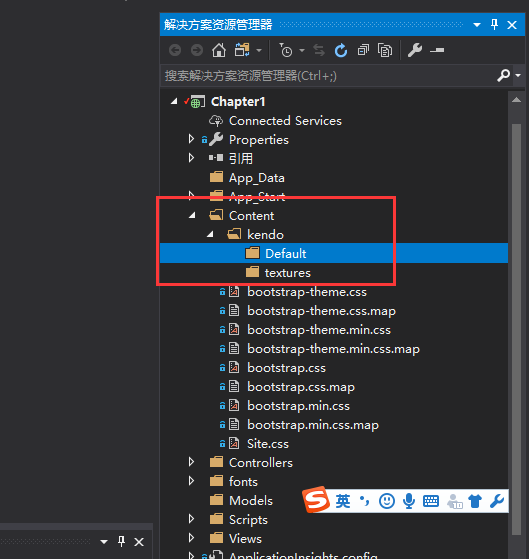 解决方案资源管理器
搜索解决方案资源管理器(Ctrl+;)
Chapter1
Connected Services
Properties
引用
App_Data
App_Start
Content
kendo
Default
textures
bootstrap-theme.css
bootstrap-theme.css.map
bootstrap-theme.min.css
bootstrap-theme.min.css.map
bootstrap.css
bootstrap.css.map
bootstrap.min.css
bootstrap.min.css.map
Site.css
Controllers
fonts
Models
S 英
Scripts
Views
ApplicationInsights.config